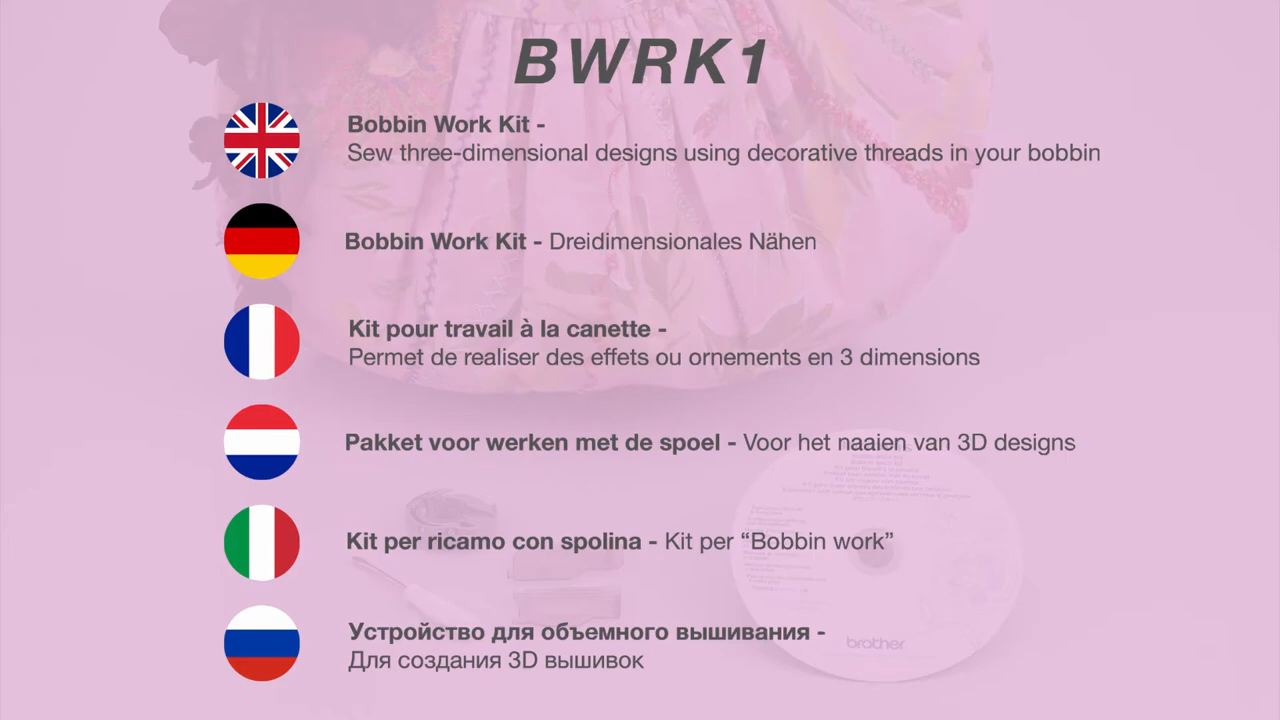 BWRK1
Bobbin Work Kit -
Sew three-dimensional designs using decorative threads in your bobbin
Bobbin Work Kit - Dreidimensionales Nähen
Kit pour travail à la canette -
Permet de realiser des effets ou ornements en 3 dimensions
Pakket voor werken met de spoel - Voor het naaien van 3D designs
Kit per ricamo con spolina - Kit per “Bobbin work”
Устройство для объемного вышивания -
Для создания 3D вышивок
brother